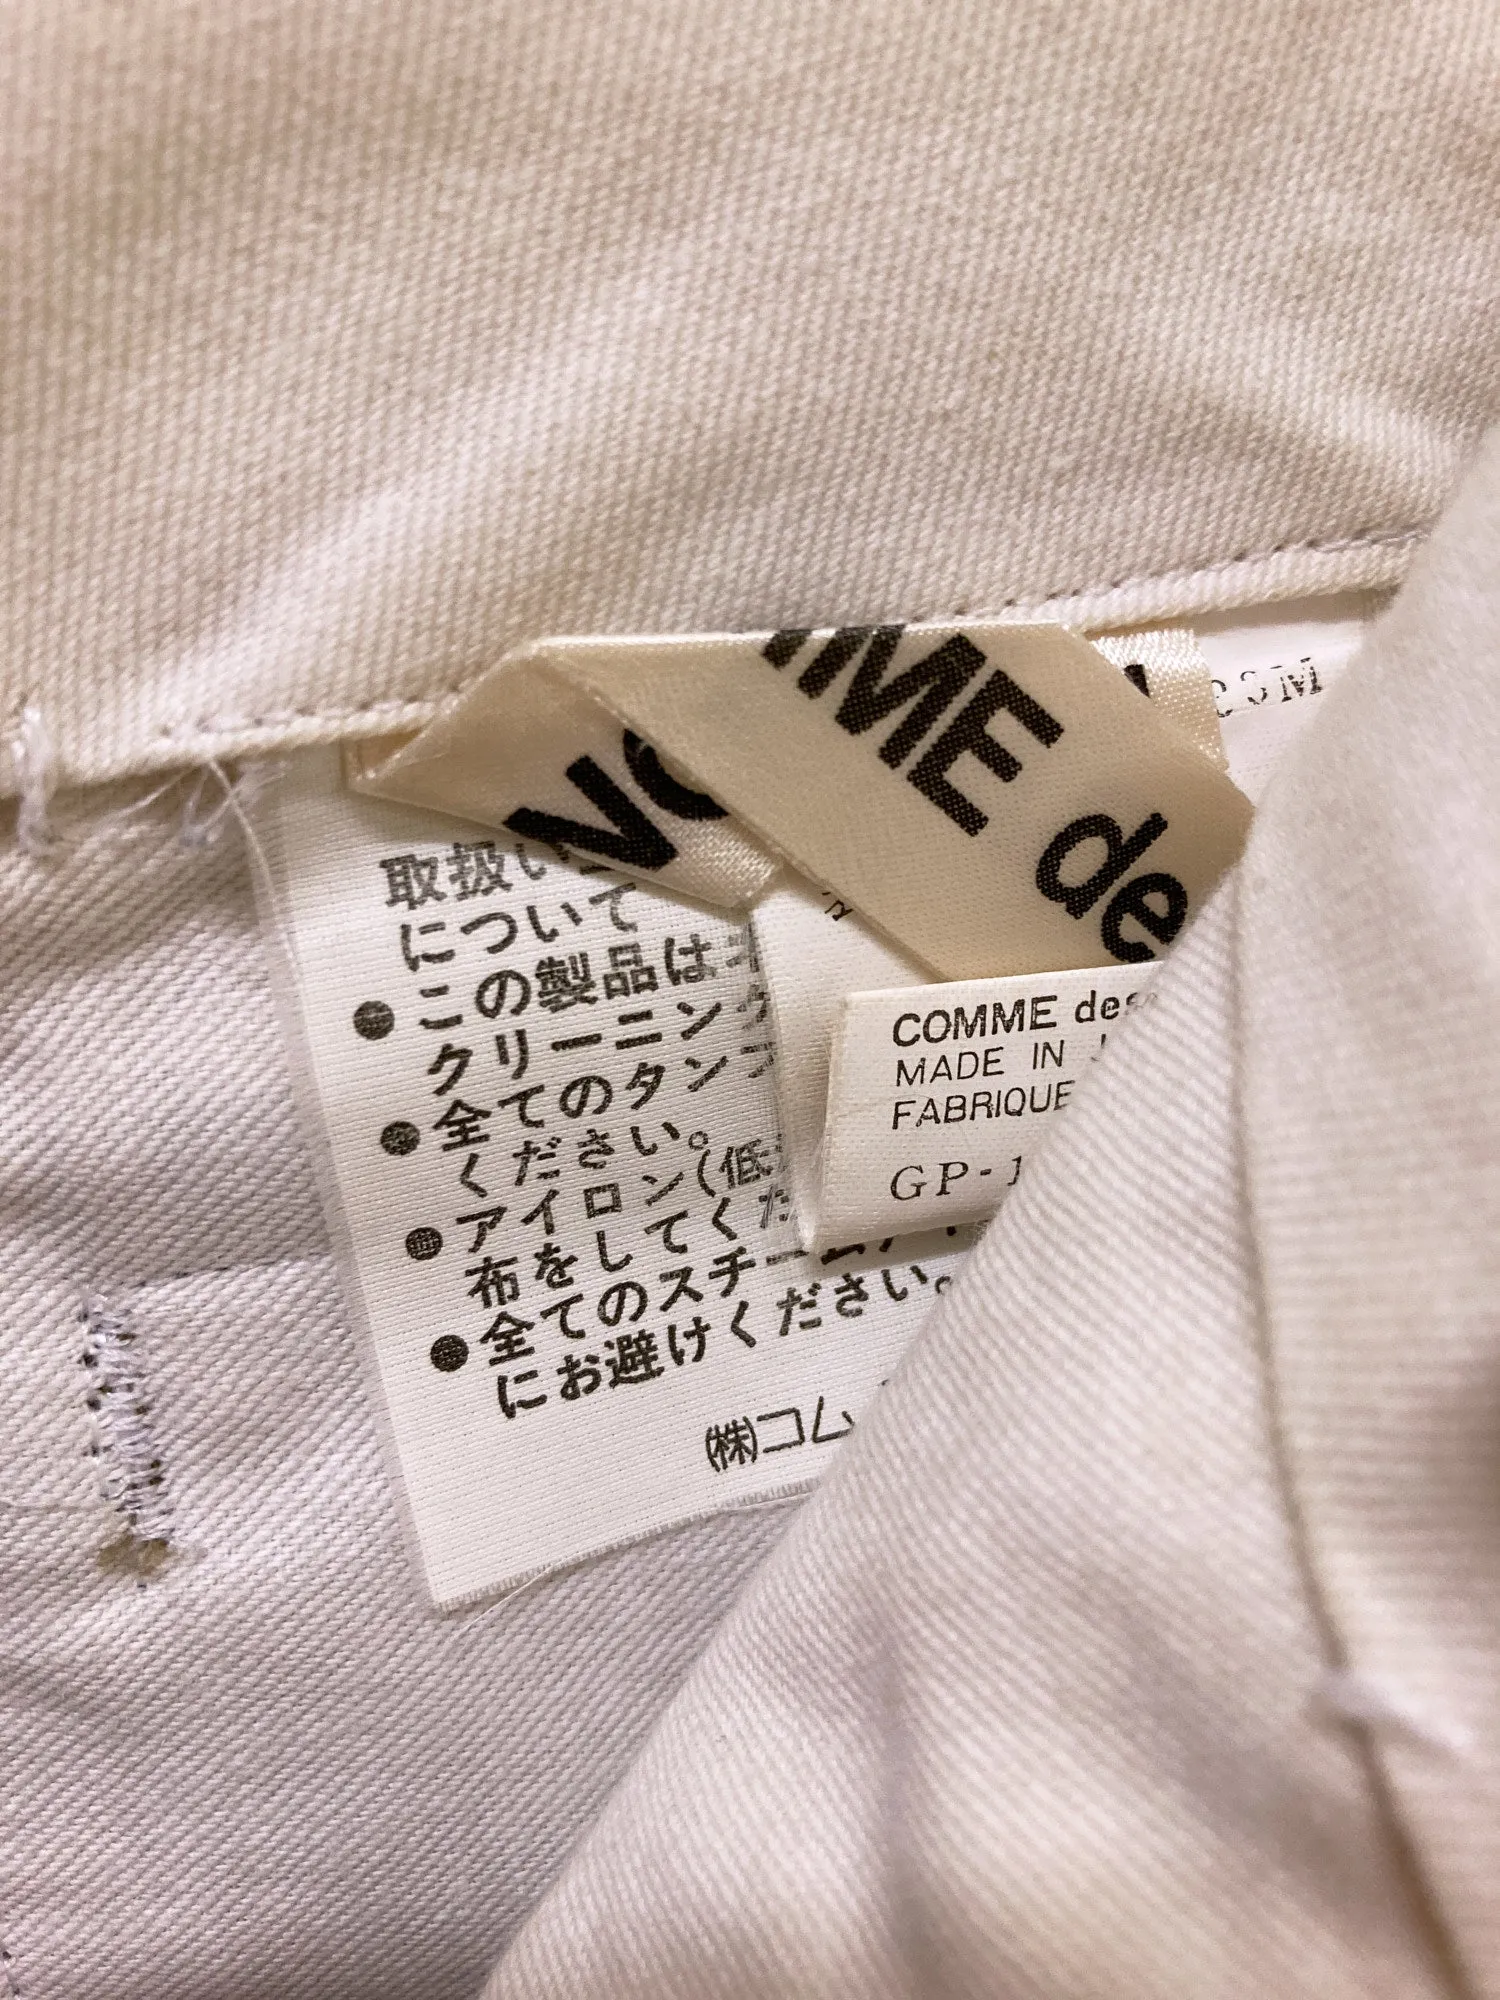 ME de
COMME des
MADE IN
FABRIQUE
GP-1
取扱い
について
●この製品は
クリーニング
●全てのタン
ください。
●アイロン(低
布をしてくだ
●全てのスチーム
にお避けください。
(株)コム